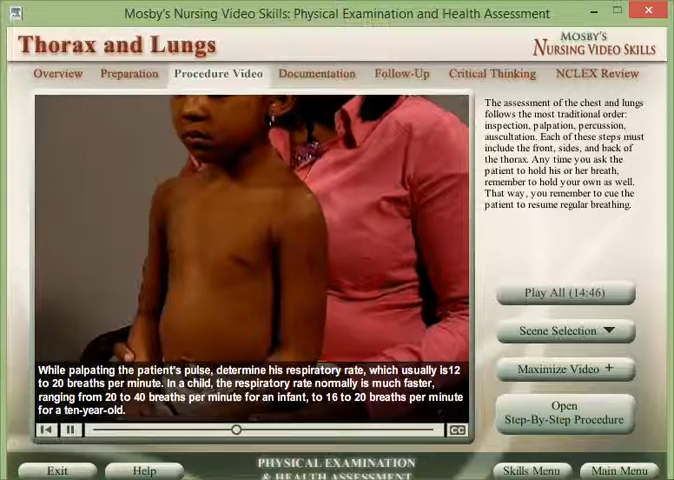 Mosby's Nursing Video Skills: Physical Examination and Health Assessment
Thorax and Lungs
MOSBY'S
NURSING VIDEO SKILLS
Overview
Preparation
Procedure Video
Documentation
Follow-Up
Critical Thinking
NCLEX Review
While palpating the patient's pulse, determine his respiratory rate, which usually is12
to 20 breaths per minute. In a child, the respiratory rate normally is much faster,
ranging from 20 to 40 breaths per minute for an infant, to 16 to 20 breaths per minute
for a ten-year-old.
CC
The assessment of the chest and lungs
follows the most traditional order:
inspection, palpation, percussion,
auscultation. Each of these steps must
include the front, sides, and back of
the thorax. Any time you ask the
patient to hold his or her breath,
remember to hold your own as well.
That way, you remember to cue the
patient to resume regular breathing.
Play All (14:46)
Scene Selection
Maximize Video +
Open
Step-By-Step Procedure
Exit
Help
PHYSICAL EXAMINATION
& HEALTH ASSESSMENT
Skills Menu
Main Menu